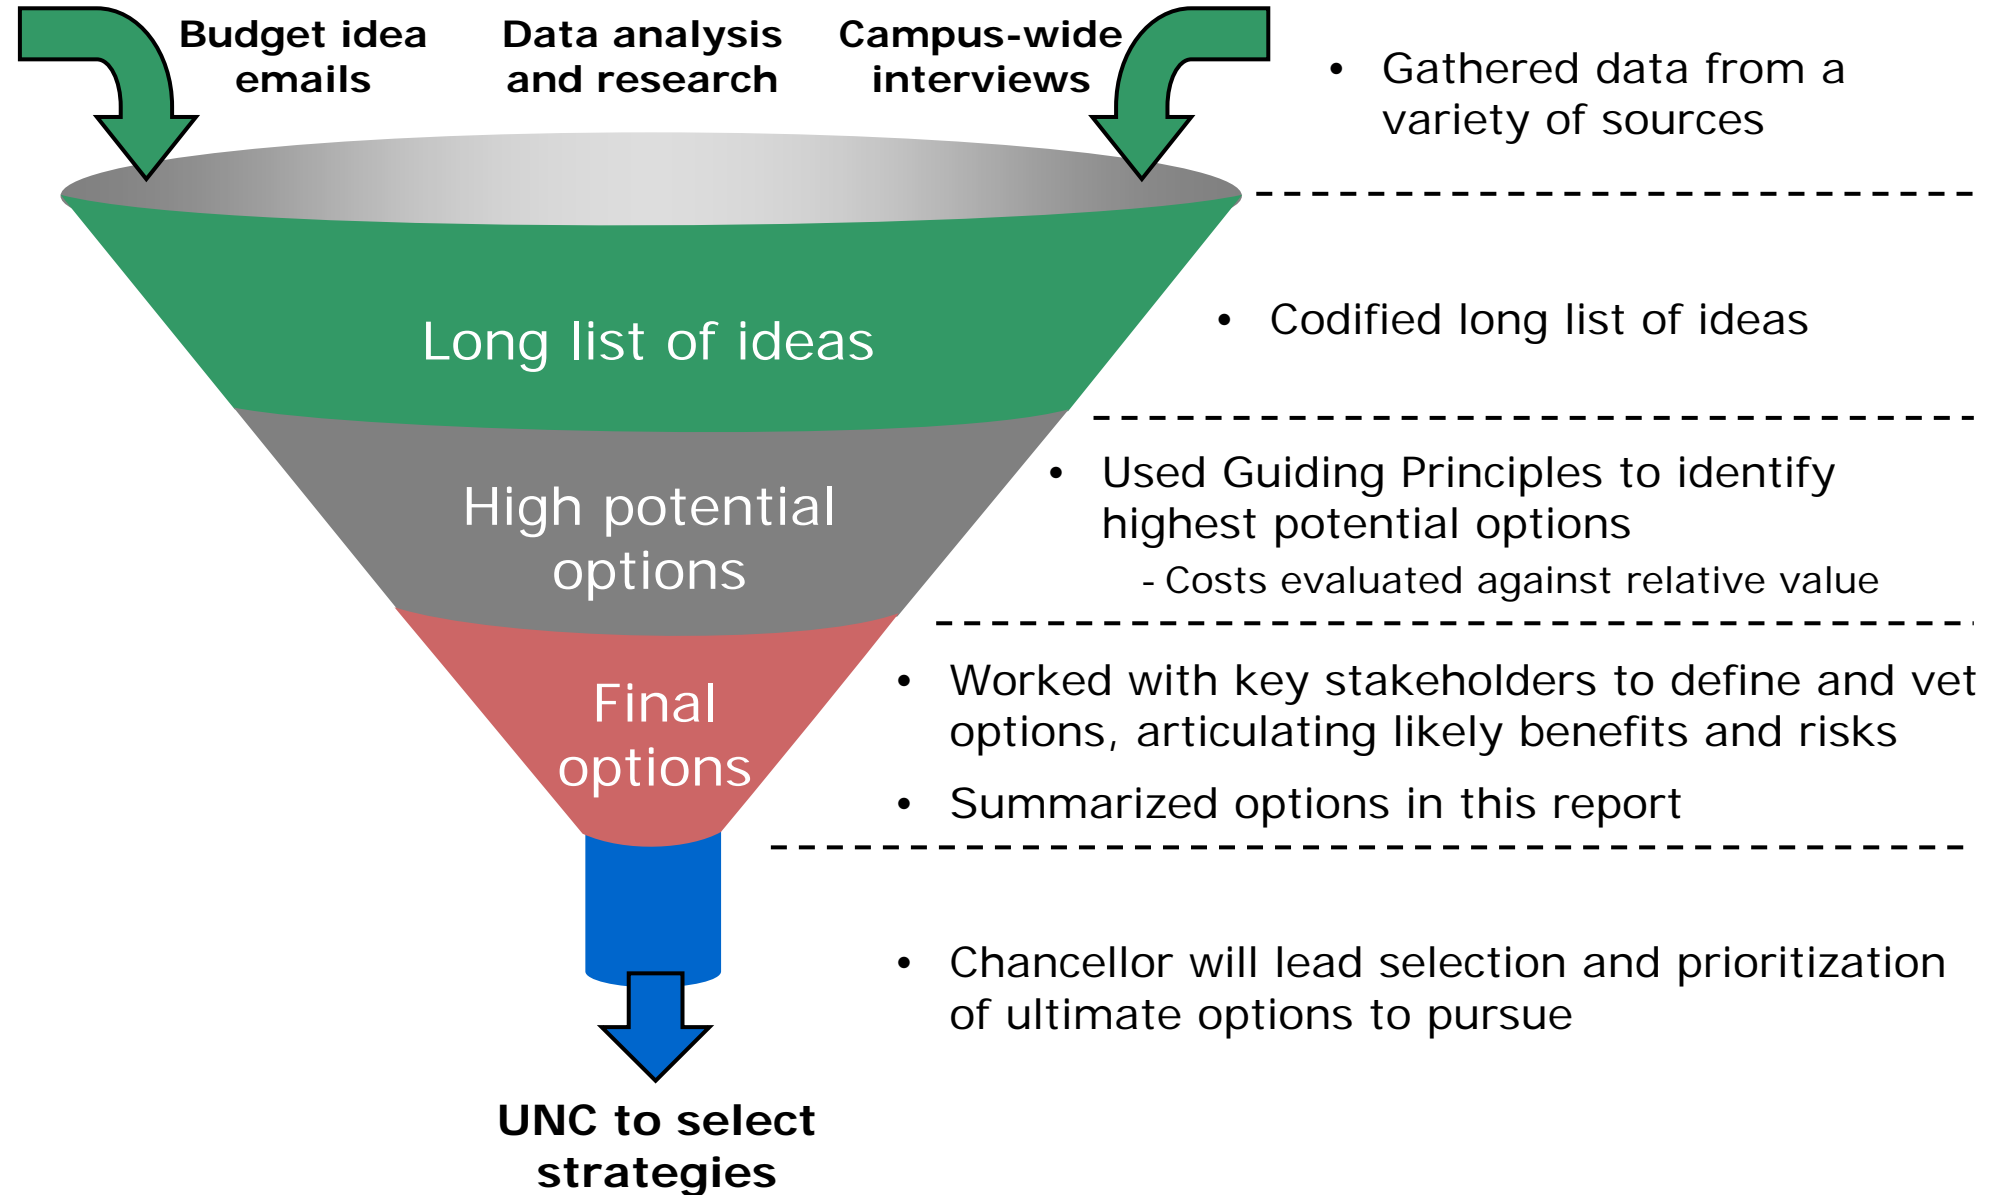 Budget idea
emails
Data analysis
and research
Campus-wide
interviews
• Gathered data from a
variety of sources
Long list of ideas
• Codified long list of ideas
High potential
options
• Used Guiding Principles to identify
highest potential options
- Costs evaluated against relative value
Final
options
• Worked with key stakeholders to define and vet
options, articulating likely benefits and risks
• Summarized options in this report
• Chancellor will lead selection and prioritization
of ultimate options to pursue
UNC to select
strategies